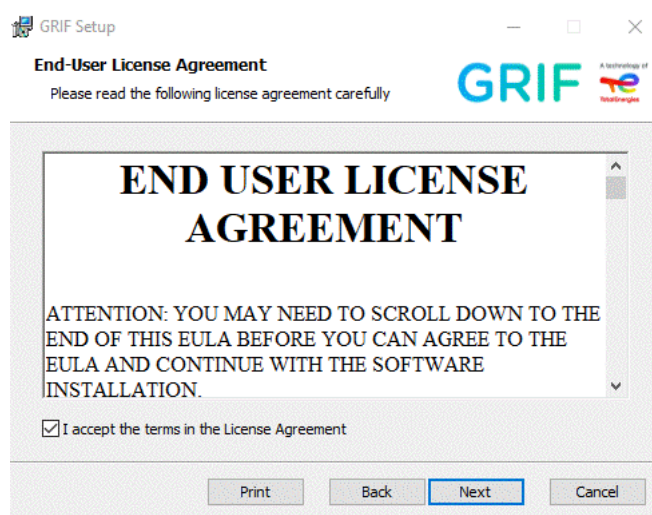 GRIF Setup
End-User License Agreement
Please read the following license agreement carefully
GRIF
A technology of
TotalEnergies
END USER LICENSE
AGREEMENT
ATTENTION: YOU MAY NEED TO SCROLL DOWN TO THE
END OF THIS EULA BEFORE YOU CAN AGREE TO THE
EULA AND CONTINUE WITH THE SOFTWARE
INSTALLATION.
I accept the terms in the License Agreement
Print Back Next Cancel